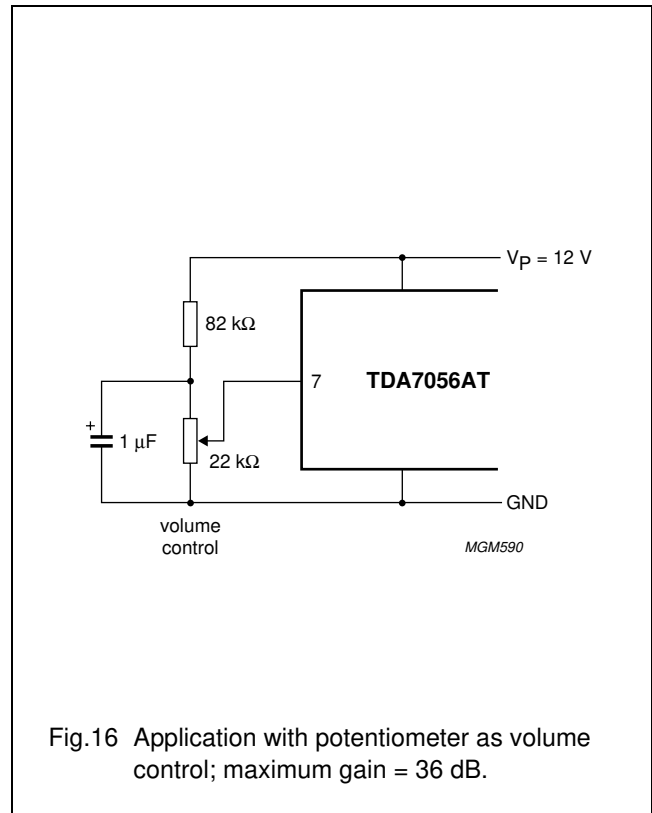 V_P = 12 V
82 kΩ
7
TDA7056AT
+
1 μF
22 kΩ
GND
volume
control
MGM590
Fig.16 Application with potentiometer as volume
control; maximum gain = 36 dB.